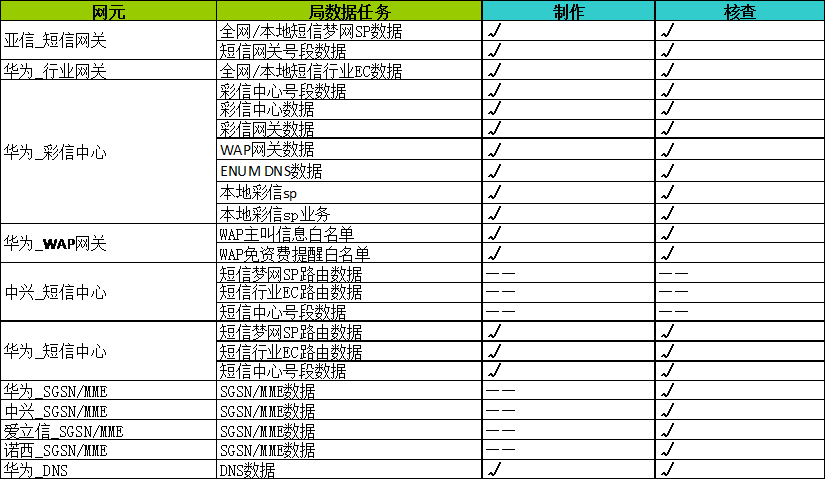 网元 局数据任务 制作 核查
亚信_短信网关 全网/本地短信梦网SP数据 √ √
短信网关号段数据 √ √
华为_行业网关 全网/本地短信行业EC数据 √ √
华为_彩信中心 彩信中心号段数据 √ √
彩信中心数据 √ √
彩信网关数据 √ √
WAP网关数据 √ √
ENUM DNS数据 √ √
本地彩信sp √ √
本地彩信sp业务 √ √
华为_WAP网关 WAP主叫信息白名单 √ √
WAP免资费提醒白名单 √ √
中兴_短信中心 短信梦网SP路由数据 —— ——
短信行业EC路由数据 —— ——
短信中心号段数据 —— ——
华为_短信中心 短信梦网SP路由数据 √ √
短信行业EC路由数据 √ √
短信中心号段数据 √ √
华为_SGSN/MME SGSN/MME数据 —— √
中兴_SGSN/MME SGSN/MME数据 —— √
爱立信_SGSN/MME SGSN/MME数据 —— √
诺西_SGSN/MME SGSN/MME数据 —— √
华为_DNS DNS数据 √ √